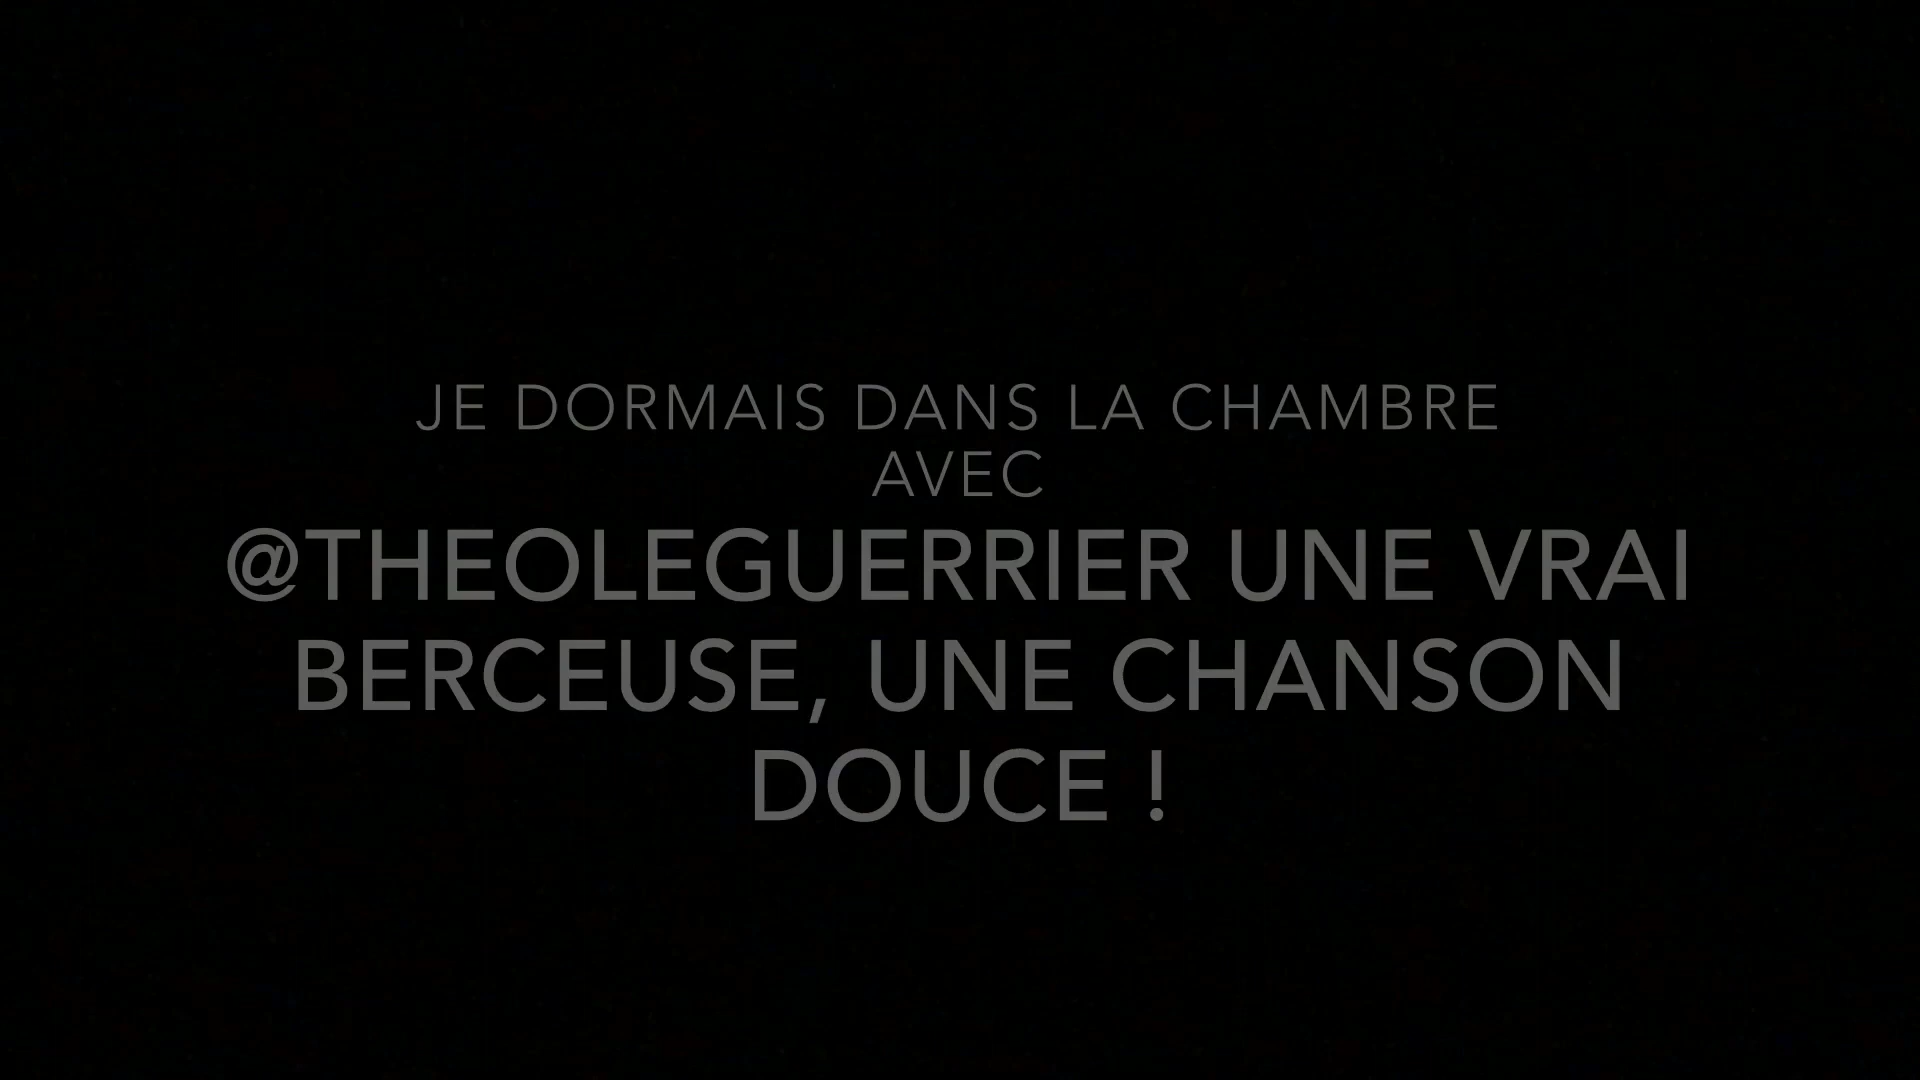 JE DORMAIS DANS LA CHAMBRE
AVEC
@THEOLEGUERRIER UNE VRAI
BERCEUSE, UNE CHANSON
DOUCE !